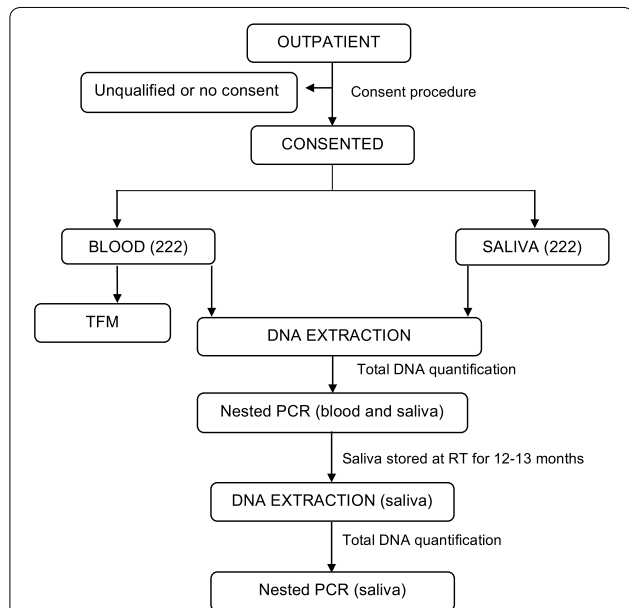 OUTPATIENT
Unqualified or no consent
Consent procedure
CONSENTED
BLOOD (222)
SALIVA (222)
TFM
DNA EXTRACTION
Total DNA quantification
Nested PCR (blood and saliva)
Saliva stored at RT for 12-13 months
DNA EXTRACTION (saliva)
Total DNA quantification
Nested PCR (saliva)